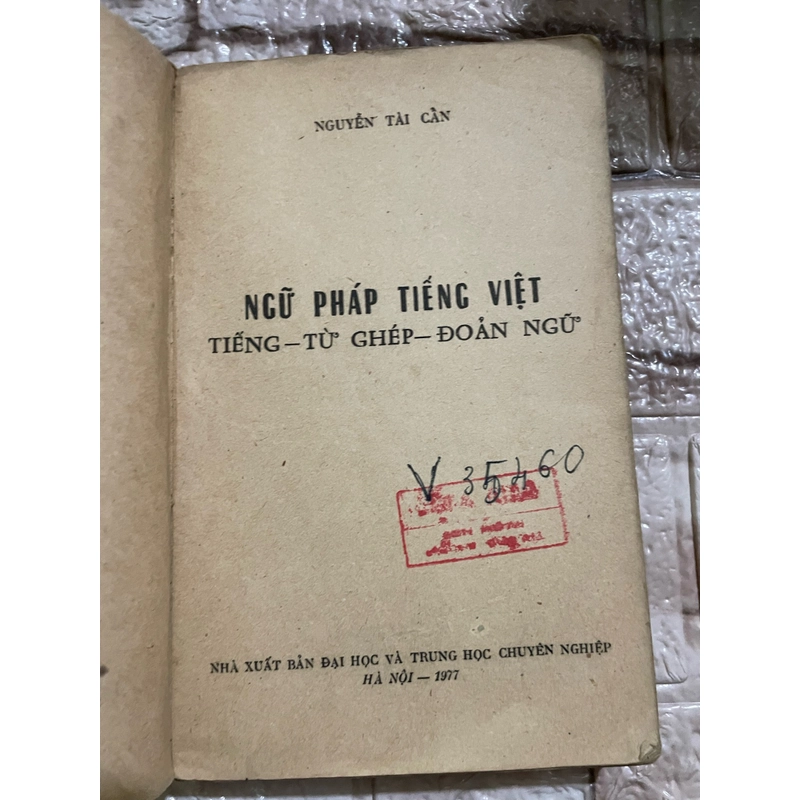 NGUYỄN TÀI CẨN
NGỮ PHÁP TIẾNG VIỆT
TIẾNG — TỪ GHÉP — ĐOẢN NGỮ
V 35460
NHÀ XUẤT BẢN ĐẠI HỌC VÀ TRUNG HỌC CHUYÊN NGHIỆP
HÀ NỘI — 1977